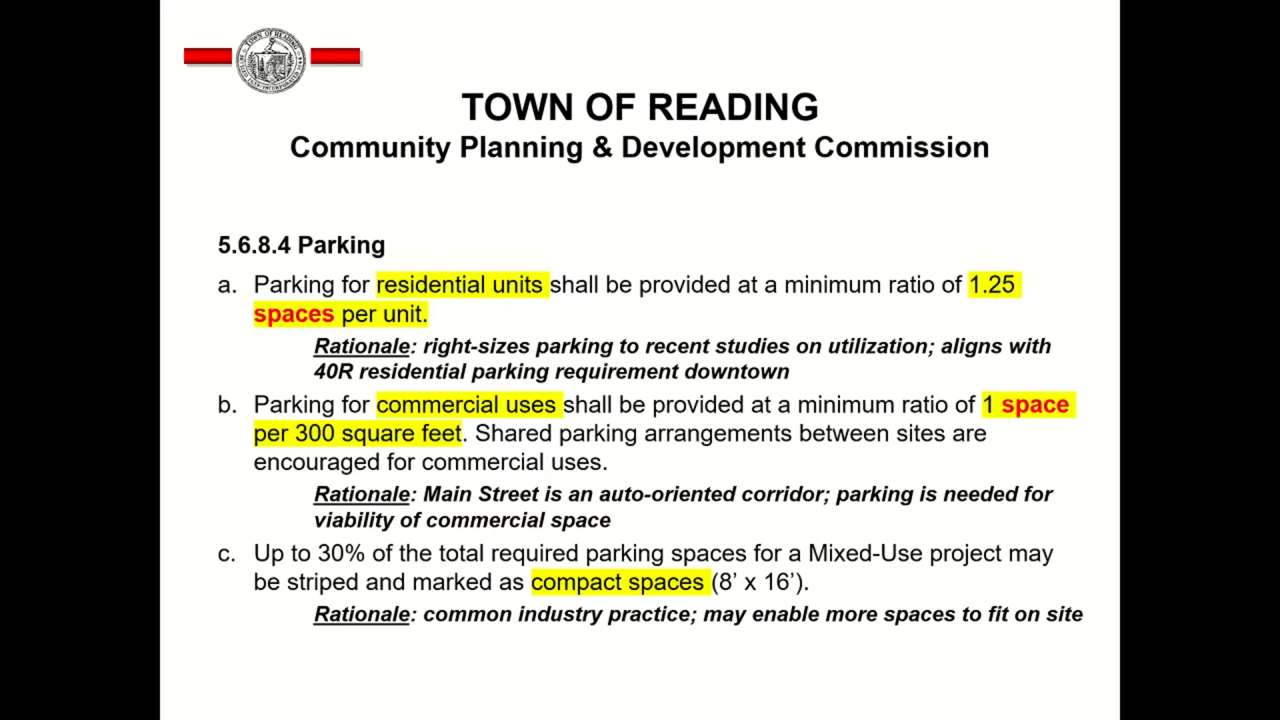 TOWN OF READING
TOWN OF READING
Community Planning & Development Commission
5.6.8.4 Parking
a. Parking for residential units shall be provided at a minimum ratio of 1.25
spaces per unit.
Rationale: right-sizes parking to recent studies on utilization; aligns with
40R residential parking requirement downtown
b. Parking for commercial uses shall be provided at a minimum ratio of 1 space
per 300 square feet. Shared parking arrangements between sites are
encouraged for commercial uses.
Rationale: Main Street is an auto-oriented corridor; parking is needed for
viability of commercial space
c. Up to 30% of the total required parking spaces for a Mixed-Use project may
be striped and marked as compact spaces (8’ x 16’).
Rationale: common industry practice; may enable more spaces to fit on site